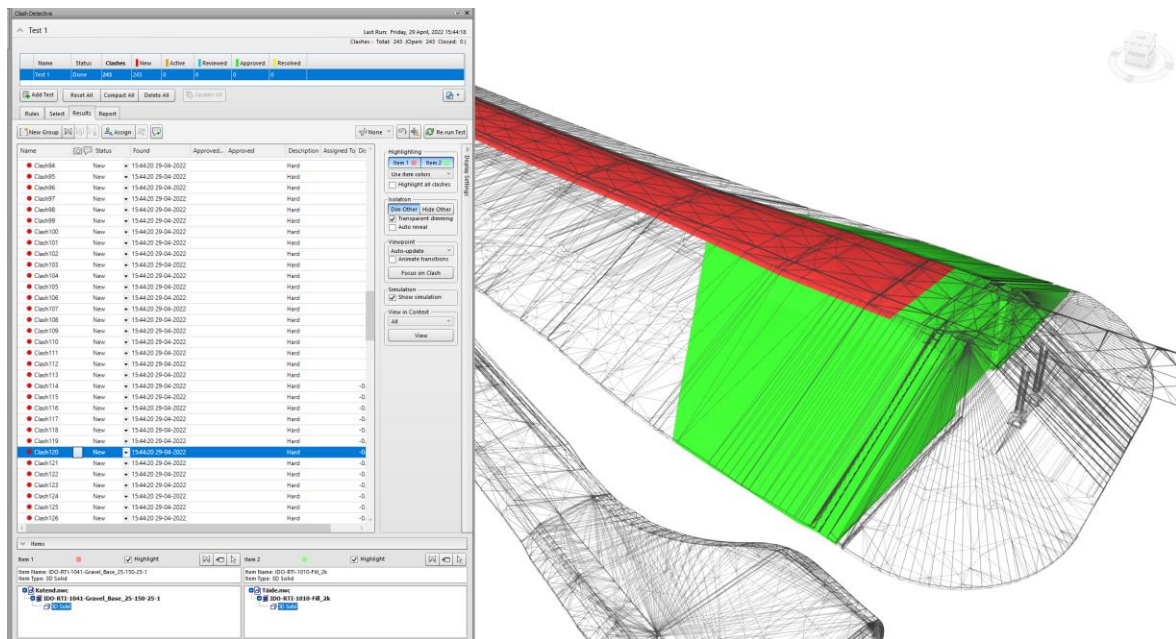 Clash Detective
Test 1
Last Run: Friday, 29 April, 2022 15:44:18
Clashes - Total: 243 (Open: 243 Closed: 0)
Name Status Clashes New Active Reviewed Approved Resolved
Test 1 Done 243 243 0 0 0 0
Add Test Reset All Compact All Delete All Update All
Rules Select Results Report
New Group Assign None Re-run Test
Name Status Found Approved... Approved Description Assigned To
Clash94 New 15:44:20 29-04-2022 Hard
Clash95 New 15:44:20 29-04-2022 Hard
Clash96 New 15:44:20 29-04-2022 Hard
Clash97 New 15:44:20 29-04-2022 Hard
Clash98 New 15:44:20 29-04-2022 Hard
Clash99 New 15:44:20 29-04-2022 Hard
Clash100 New 15:44:20 29-04-2022 Hard
Clash101 New 15:44:20 29-04-2022 Hard
Clash102 New 15:44:20 29-04-2022 Hard
Clash103 New 15:44:20 29-04-2022 Hard
Clash104 New 15:44:20 29-04-2022 Hard
Clash105 New 15:44:20 29-04-2022 Hard
Clash106 New 15:44:20 29-04-2022 Hard
Clash107 New 15:44:20 29-04-2022 Hard
Clash108 New 15:44:20 29-04-2022 Hard
Clash109 New 15:44:20 29-04-2022 Hard
Clash110 New 15:44:20 29-04-2022 Hard
Clash111 New 15:44:20 29-04-2022 Hard
Clash112 New 15:44:20 29-04-2022 Hard
Clash113 New 15:44:20 29-04-2022 Hard
Clash114 New 15:44:20 29-04-2022 Hard -0.
Clash115 New 15:44:20 29-04-2022 Hard -0.
Clash116 New 15:44:20 29-04-2022 Hard -0.
Clash117 New 15:44:20 29-04-2022 Hard -0.
Clash118 New 15:44:20 29-04-2022 Hard -0.
Clash119 New 15:44:20 29-04-2022 Hard -0.
Clash120 New 15:44:20 29-04-2022 Hard -0.
Clash121 New 15:44:20 29-04-2022 Hard -0.
Clash122 New 15:44:20 29-04-2022 Hard -0.
Clash123 New 15:44:20 29-04-2022 Hard -0.
Clash124 New 15:44:20 29-04-2022 Hard -0.
Clash125 New 15:44:20 29-04-2022 Hard -0.
Clash126 New 15:44:20 29-04-2022 Hard -0.
Display Settings
Highlighting
Item 1 Item 2
Use item colors
Highlight all clashes
Isolation
Dim Other Hide Other
Transparent dimming
Auto reveal
Viewpoint
Auto-update
Animate transitions
Focus on Clash
Simulation
Show simulation
View in Context
All
View
Items
Item 1 Highlight Item 2 Highlight
Item Name: IDO-RTI-1041-Gravel_Base_25-150-25-1 Item Name: IDO-RTI-1010-Fill_2k
Item Type: 3D Solid Item Type: 3D Solid
Katend.nwc Täide.nwc
IDO-RTI-1041-Gravel_Base_25-150-25-1 IDO-RTI-1010-Fill_2k
3D Solid 3D Solid